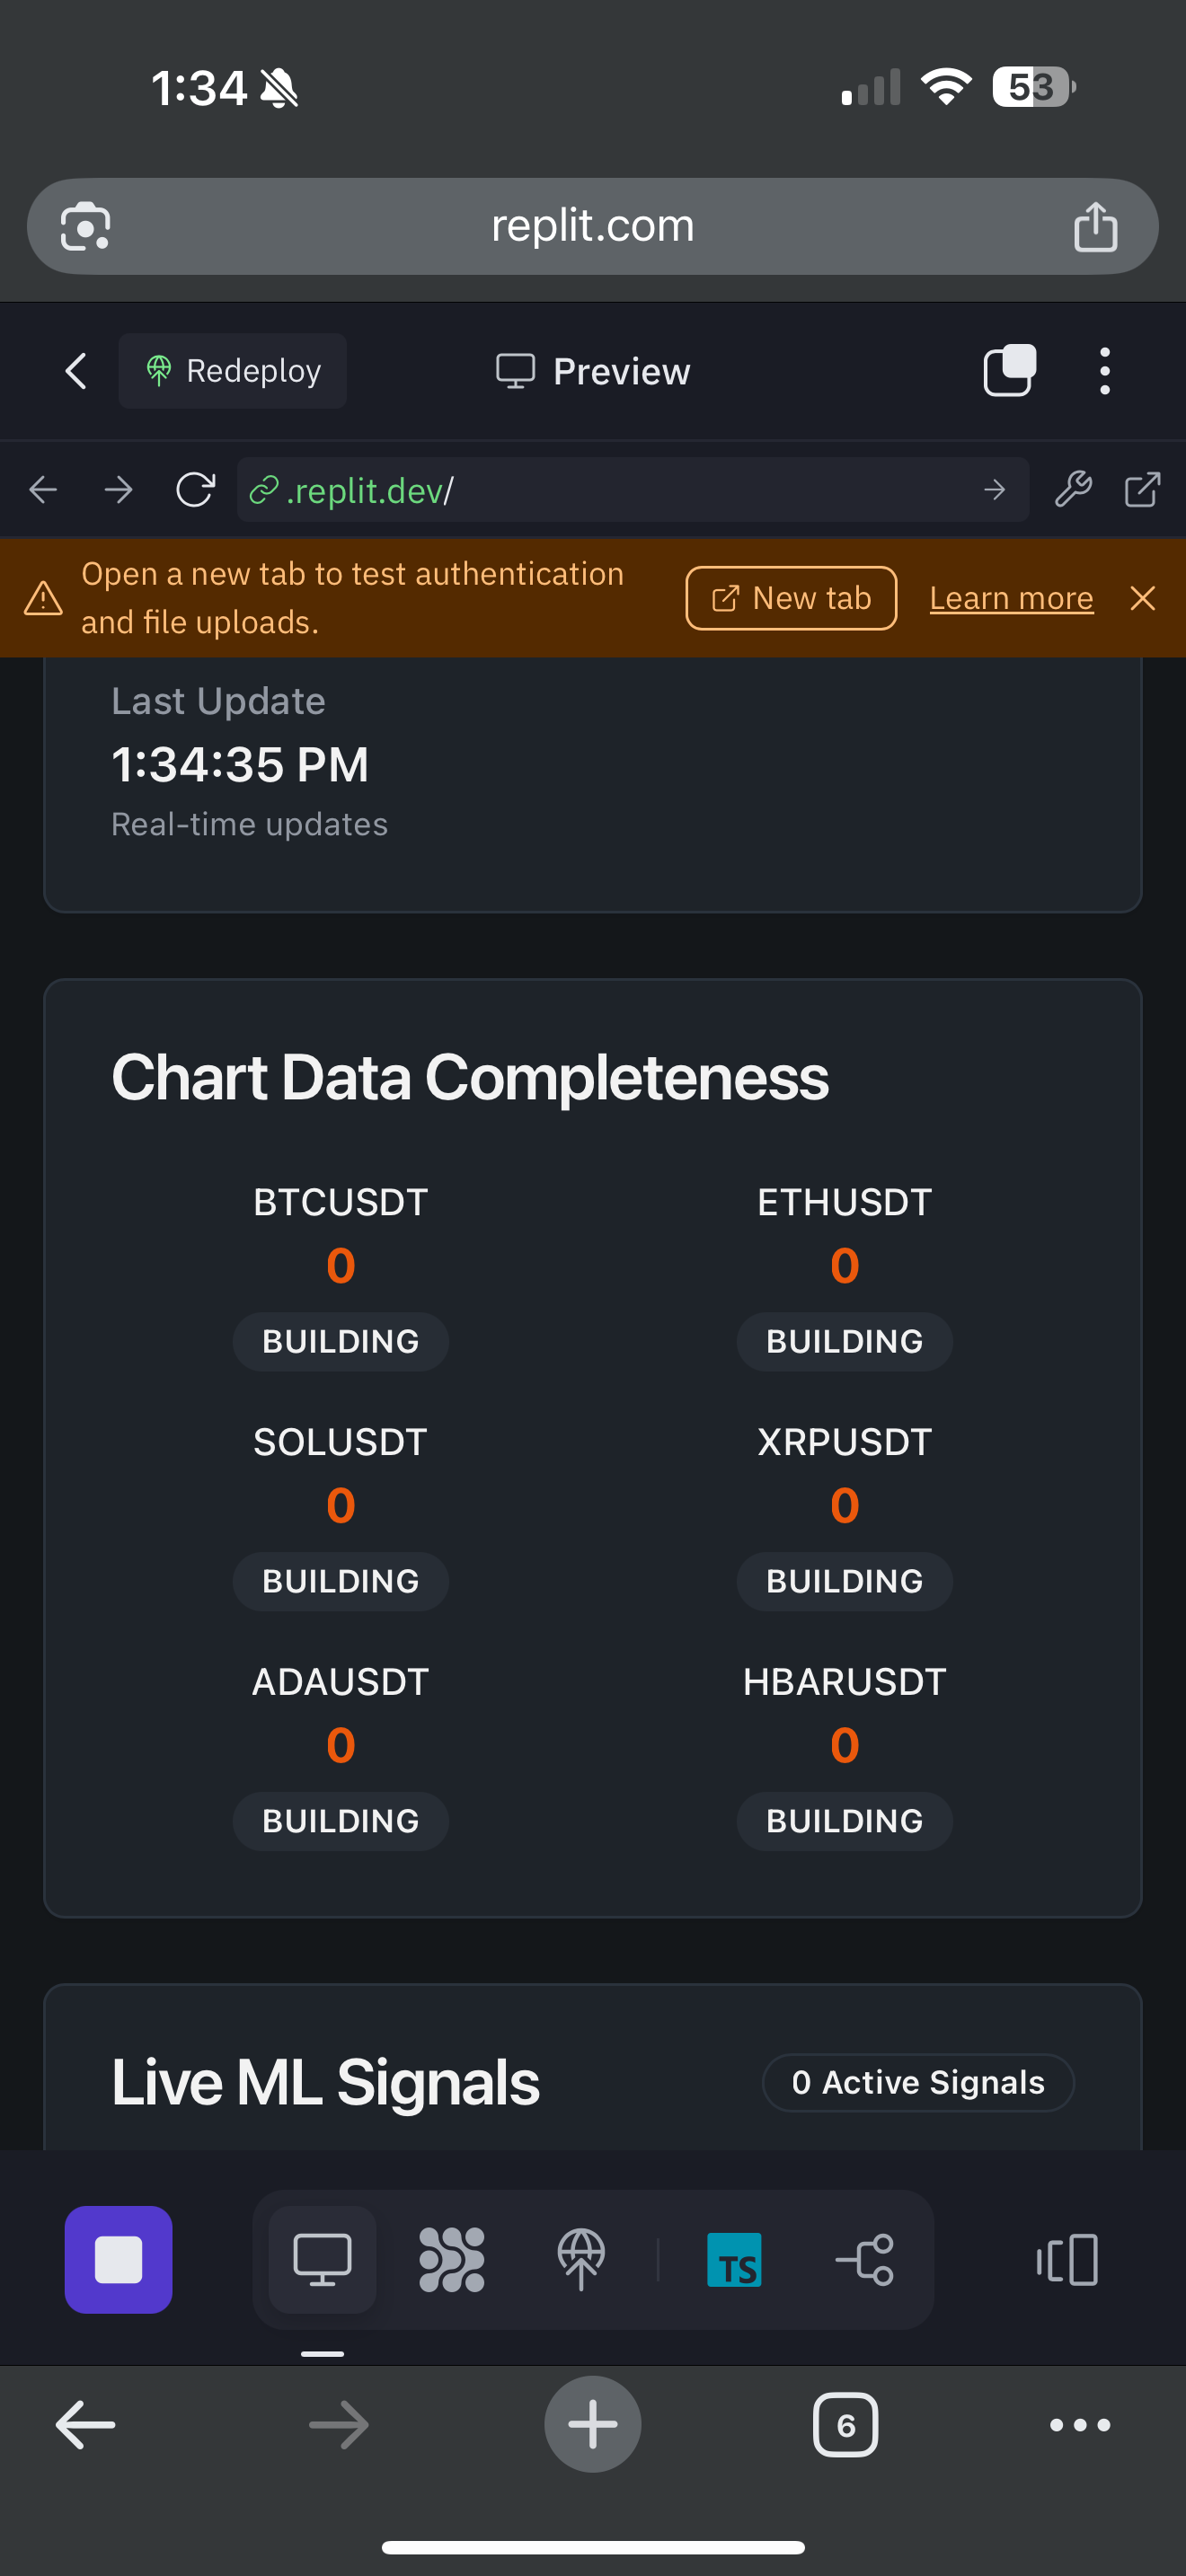 1:34
53
replit.com
Redeploy
Preview
.replit.dev/
Open a new tab to test authentication
and file uploads.
New tab
Learn more
Last Update
1:34:35 PM
Real-time updates
Chart Data Completeness
BTCUSDT
ETHUSDT
0
0
BUILDING
BUILDING
SOLUSDT
XRPUSDT
0
0
BUILDING
BUILDING
ADAUSDT
HBARUSDT
0
0
BUILDING
BUILDING
Live ML Signals
0 Active Signals
TS
6